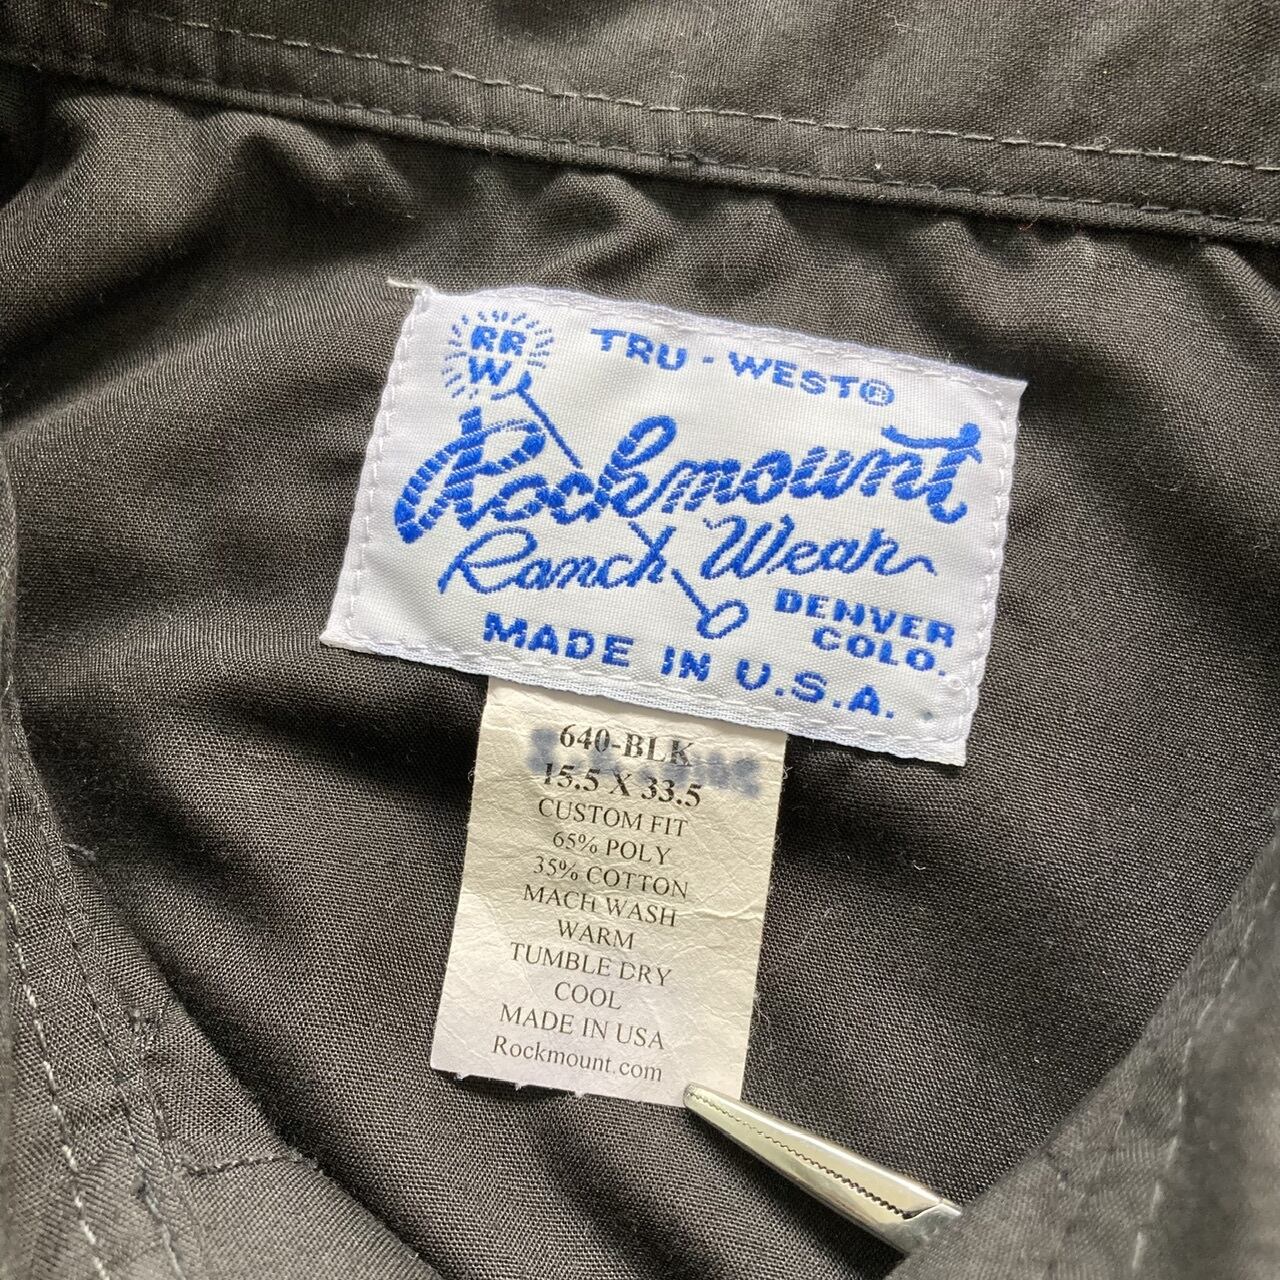 RR
W
TRU-WEST®
Rockmount
Ranch Wear
DENVER
COLO.
MADE IN U.S.A.
640-BLK
15.5 X 33.5
CUSTOM FIT
65% POLY
35% COTTON
MACH WASH
WARM
TUMBLE DRY
COOL
MADE IN USA
Rockmount.com